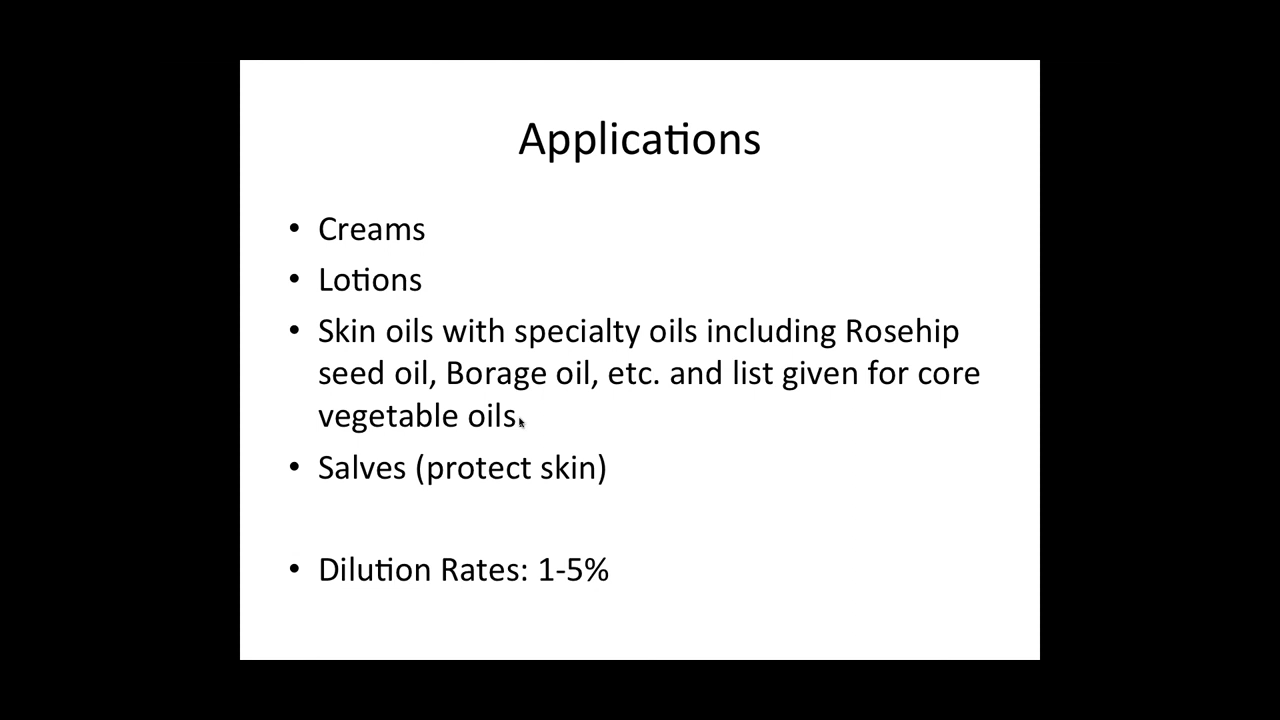 Applications
• Creams
• Lotions
• Skin oils with specialty oils including Rosehip
seed oil, Borage oil, etc. and list given for core
vegetable oils.
• Salves (protect skin)
• Dilution Rates: 1-5%